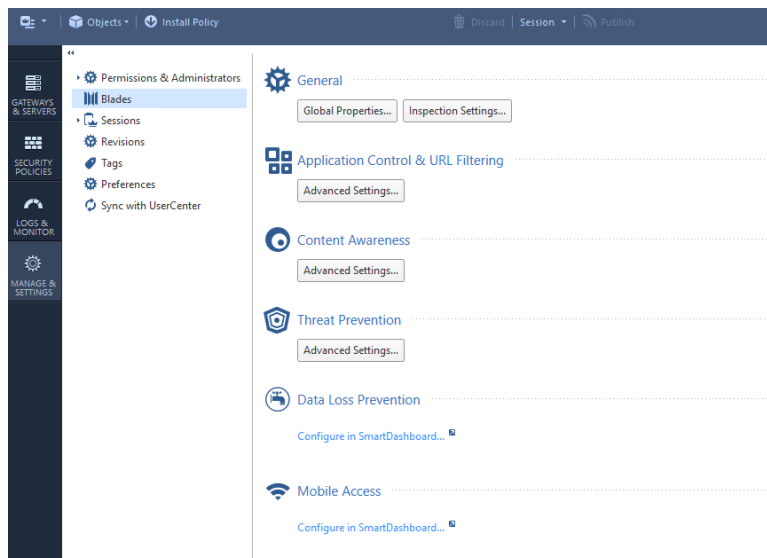 Objects
Install Policy
Discard
Session
Publish
GATEWAYS
& SERVERS
SECURITY
POLICIES
LOGS &
MONITOR
MANAGE &
SETTINGS
Permissions & Administrators
Blades
Sessions
Revisions
Tags
Preferences
Sync with UserCenter
General
Global Properties... Inspection Settings...
Application Control & URL Filtering
Advanced Settings...
Content Awareness
Advanced Settings...
Threat Prevention
Advanced Settings...
Data Loss Prevention
Configure in SmartDashboard...
Mobile Access
Configure in SmartDashboard...